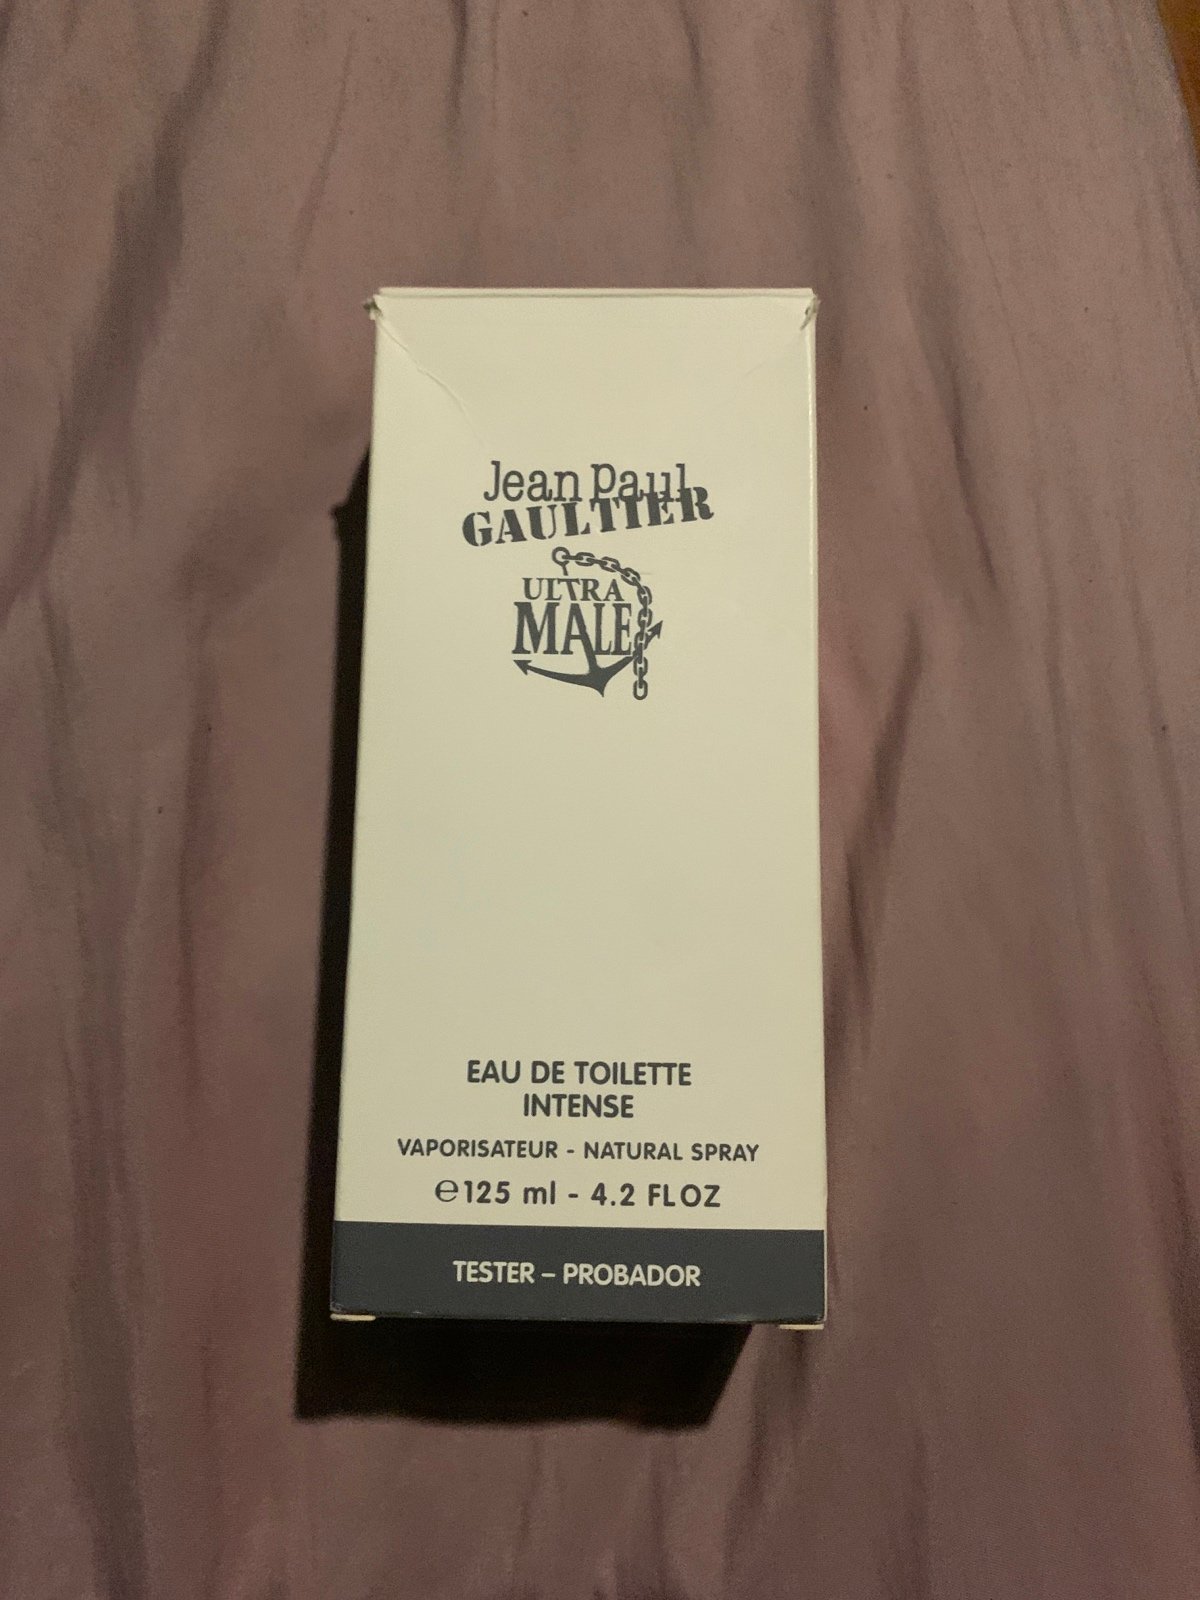 Jean Paul
GAULTIER
ULTRA
MALE
EAU DE TOILETTE
INTENSE
VAPORISATEUR - NATURAL SPRAY
℮125 ml - 4.2 FL OZ
TESTER – PROBADOR